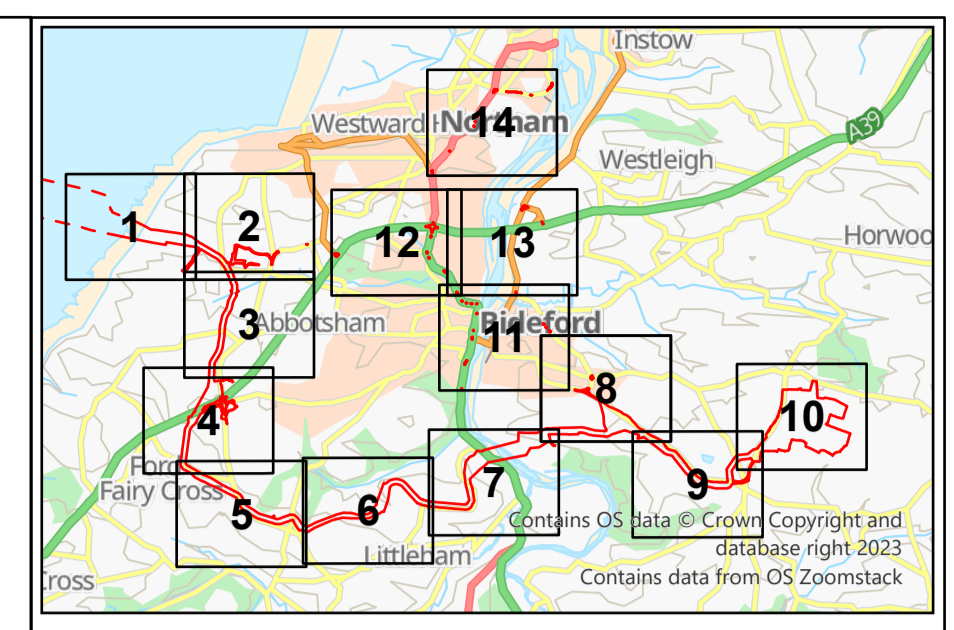 Instow
14
Westward H
Northam
A39
Westleigh
1
2
12
13
Horwoo
3
Abbotsham
Bideford
11
8
4
10
Ford
Fairy Cross
7
9
5
6
Contains OS data © Crown Copyright and
database right 2023
Littleham
Contains data from OS Zoomstack
Cross